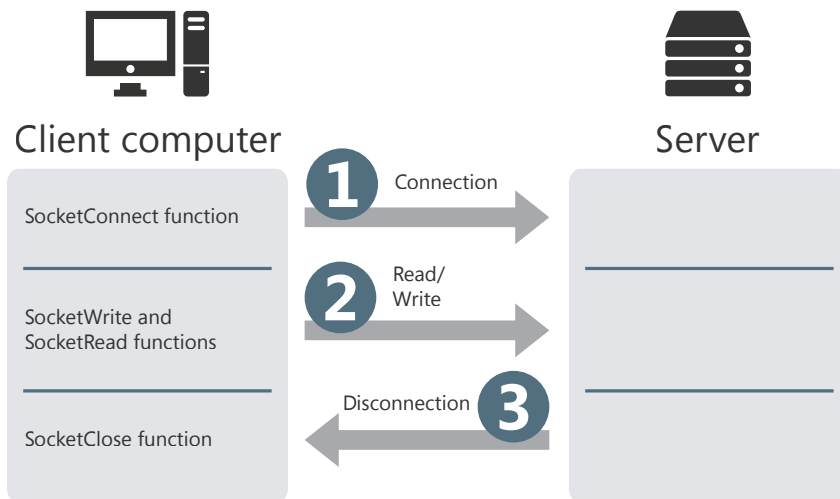 Client computer
Server
1
Connection
SocketConnect function
2
Read/
Write
SocketWrite and
SocketRead functions
Disconnection
3
SocketClose function